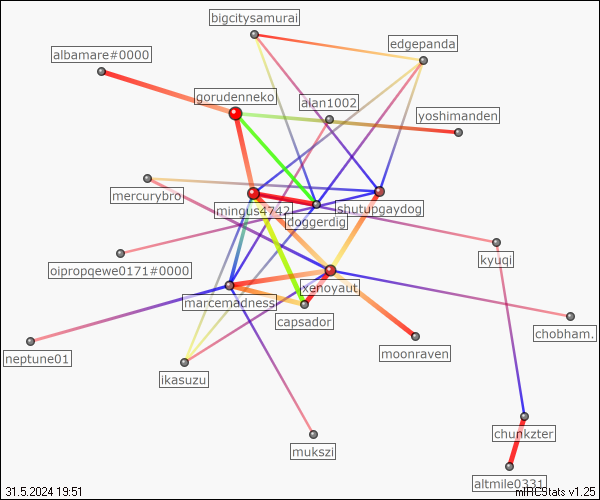 bigcitysamurai
edgepanda
albamare#0000
gorudenneko
alan1002
yoshimanden
mercurybro
mingus4742
doggerdig
shutupgaydog
kyuqi
oipropqewe0171#0000
xenoyaut
marcemadness
capsador
chobham.
neptune01
moonraven
ikasuzu
mukszi
chunkzter
altmile0331
31.5.2024 19:51
mIRCStats v1.25